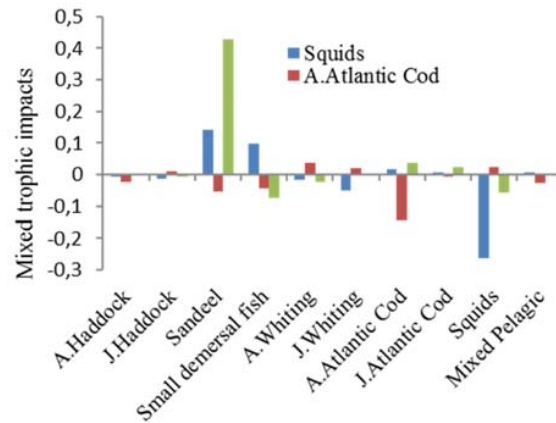 Mixed trophic impacts
0,5
0,4
0,3
0,2
0,1
0
-0,1
-0,2
-0,3
Squids
A.Atlantic Cod
A.Haddock
J.Haddock
Sandeel
Small demersal fish
A.Whiting
J.Whiting
A.Atlantic Cod
J.Atlantic Cod
Squids
Mixed Pelagic